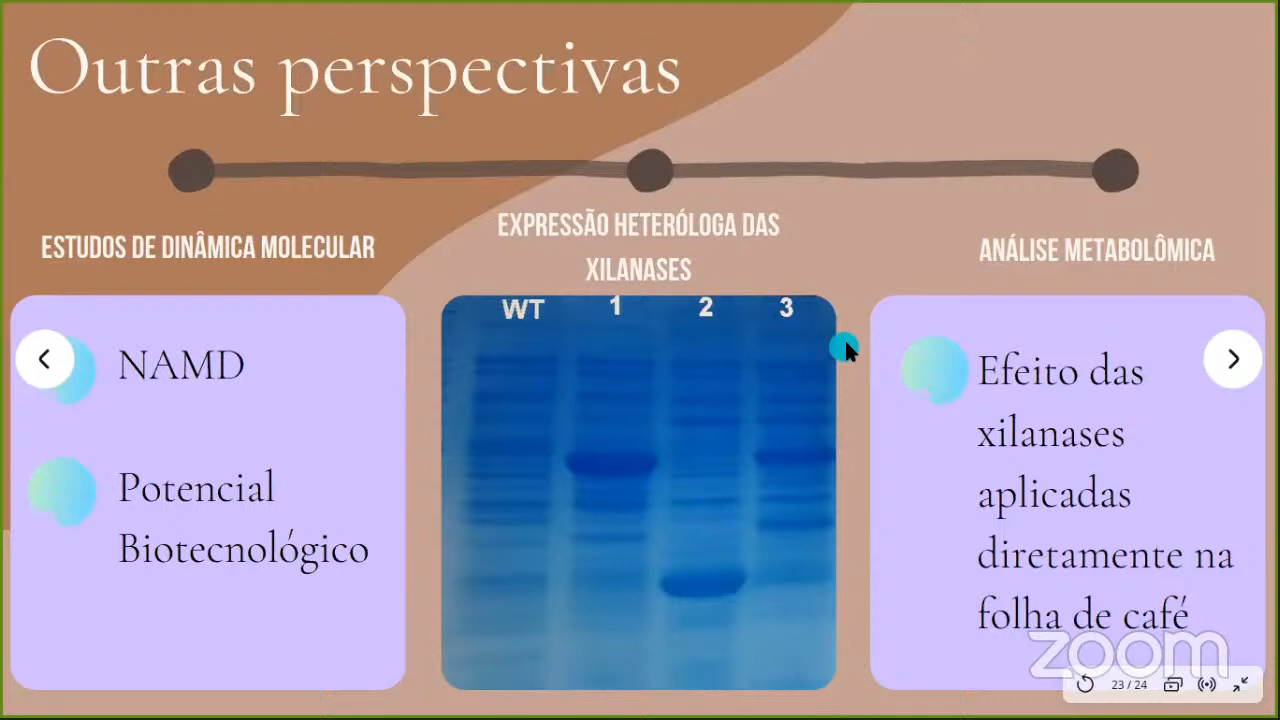 Outras perspectivas
ESTUDOS DE DINÂMICA MOLECULAR
EXPRESSÃO HETERÓLOGA DAS
XILANASES
ANÁLISE METABOLÔMICA
NAMD
Potencial
Biotecnológico
WT 1 2 3
Efeito das
xilanases
aplicadas
diretamente na
folha de café
zoom
23 / 24